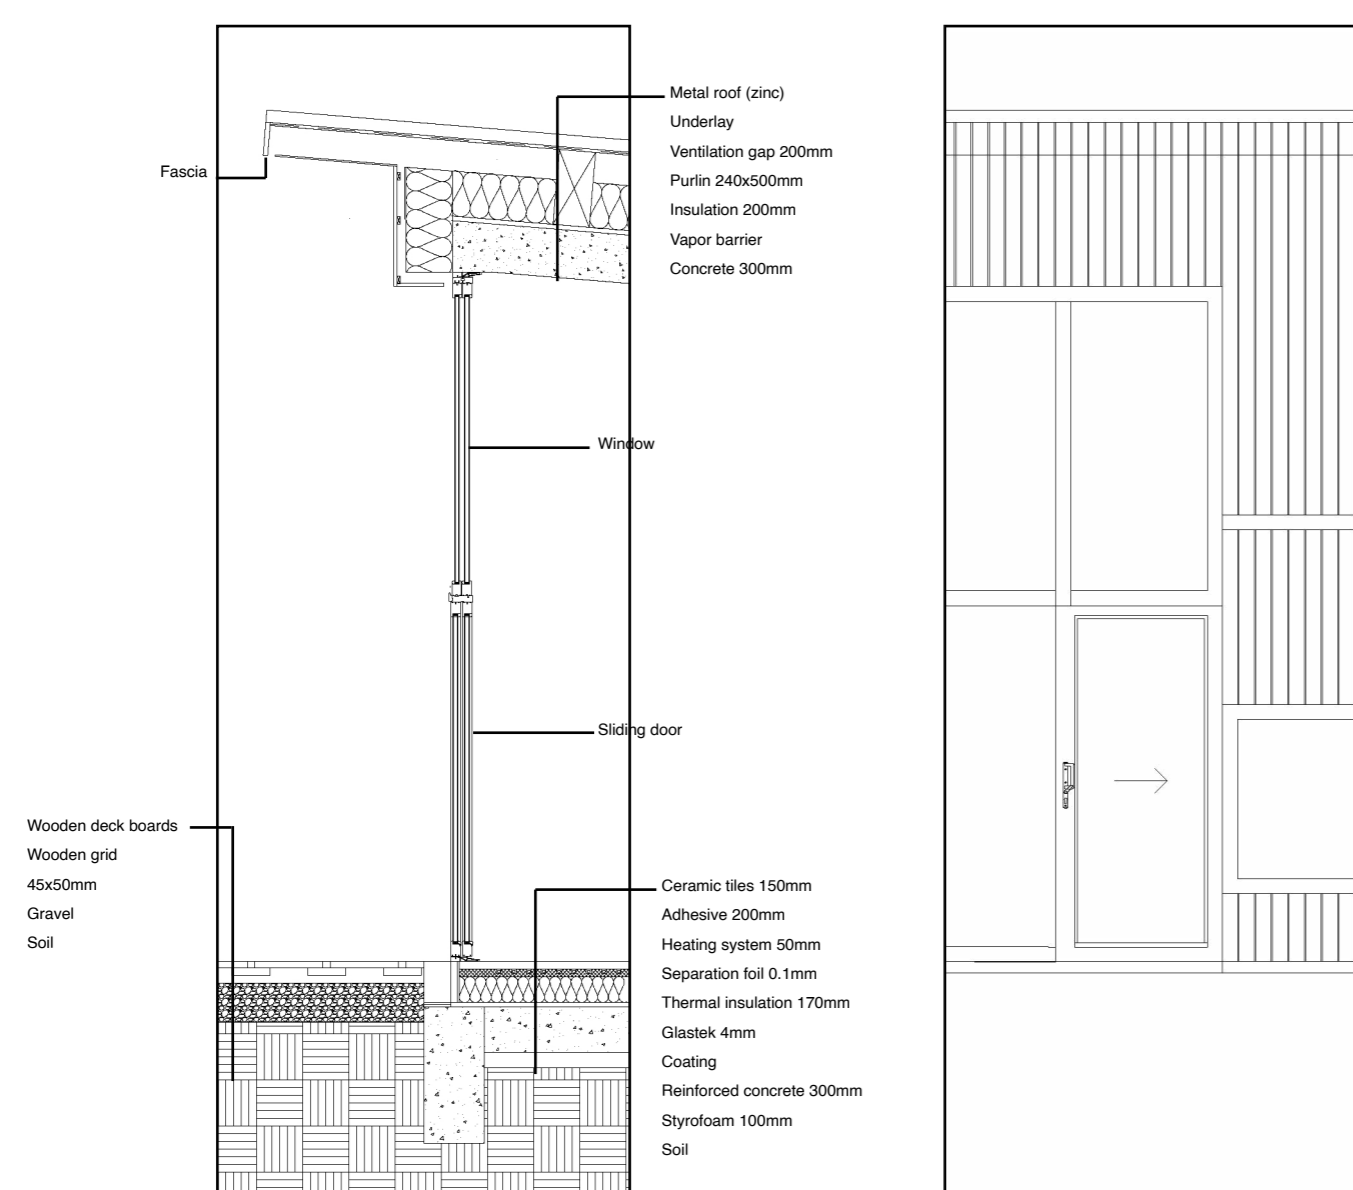 Metal roof (zinc)
Underlay
Ventilation gap 200mm
Purlin 240x500mm
Insulation 200mm
Vapor barrier
Concrete 300mm
Fascia
Window
Sliding door
Wooden deck boards
Wooden grid
45x50mm
Gravel
Soil
Ceramic tiles 150mm
Adhesive 200mm
Heating system 50mm
Separation foil 0.1mm
Thermal insulation 170mm
Glastek 4mm
Coating
Reinforced concrete 300mm
Styrofoam 100mm
Soil